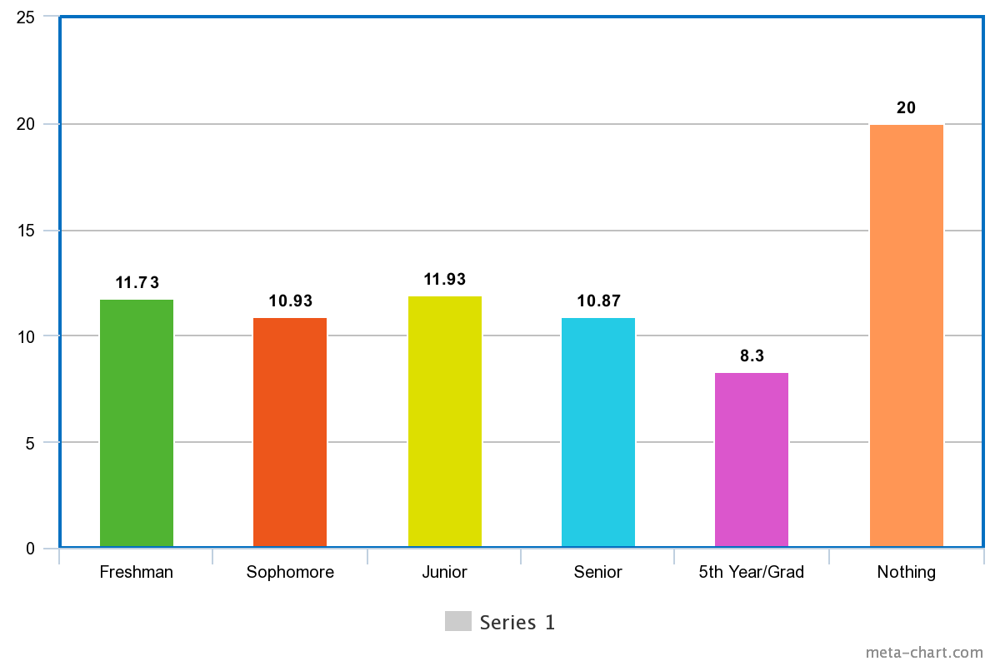 25
20
20
15
11.73
10.93
11.93
10.87
10
8.3
5
0
Freshman
Sophomore
Junior
Senior
5th Year/Grad
Nothing
Series 1
meta-chart.com